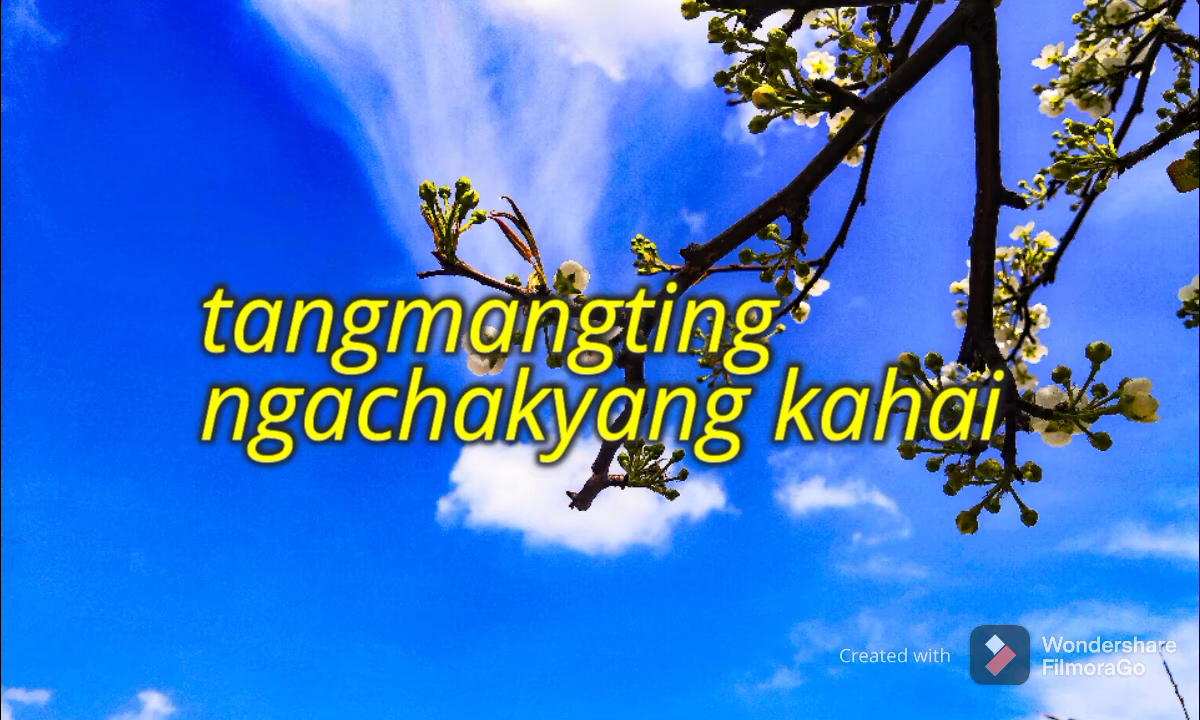 tangmangting
ngachakyang kahai
Created with
Wondershare
FilmoraGo